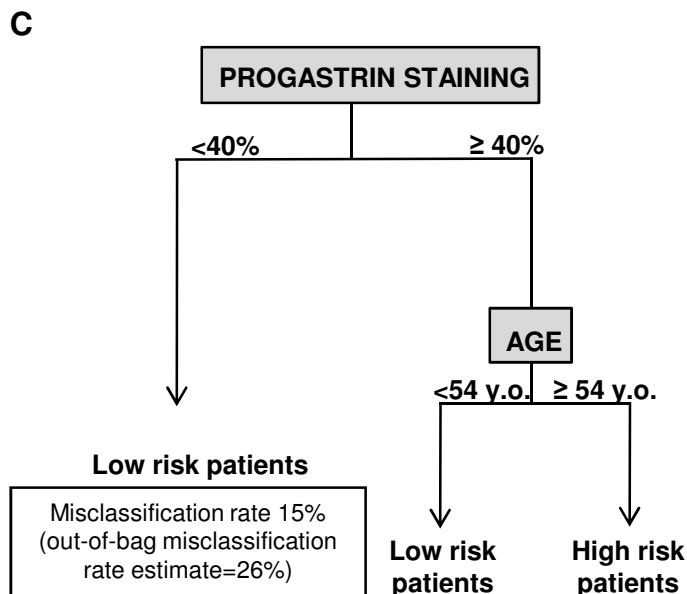 C
PROGASTRIN STAINING
<40%
≥ 40%
AGE
<54 y.o.
≥ 54 y.o.
Low risk patients
Misclassification rate 15%
(out-of-bag misclassification
rate estimate=26%)
Low risk
patients
High risk
patients